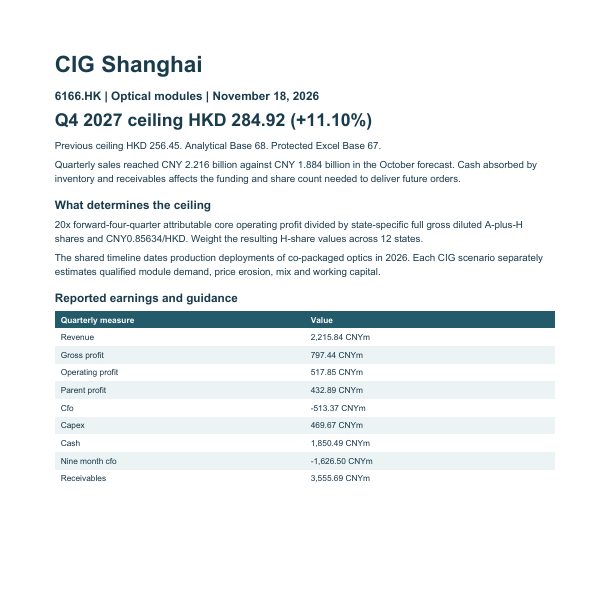 CIG Shanghai
6166.HK | Optical modules | November 18, 2026
Q4 2027 ceiling HKD 284.92 (+11.10%)
Previous ceiling HKD 256.45. Analytical Base 68. Protected Excel Base 67.
Quarterly sales reached CNY 2.216 billion against CNY 1.884 billion in the October forecast. Cash absorbed by
inventory and receivables affects the funding and share count needed to deliver future orders.
What determines the ceiling
20x forward-four-quarter attributable core operating profit divided by state-specific full gross diluted A-plus-H
shares and CNY0.85634/HKD. Weight the resulting H-share values across 12 states.
The shared timeline dates production deployments of co-packaged optics in 2026. Each CIG scenario separately
estimates qualified module demand, price erosion, mix and working capital.
Reported earnings and guidance
Quarterly measure Value
Revenue 2,215.84 CNYm
Gross profit 797.44 CNYm
Operating profit 517.85 CNYm
Parent profit 432.89 CNYm
Cfo -513.37 CNYm
Capex 469.67 CNYm
Cash 1,850.49 CNYm
Nine month cfo -1,626.50 CNYm
Receivables 3,555.69 CNYm